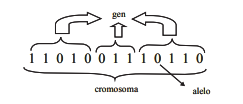 gen
1 1 0 1 0 0 1 1 1 0 1 1 0
cromosoma
alelo